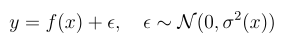 y = f(x) + ϵ, ϵ ∼ 𝒩(0, σ²(x))